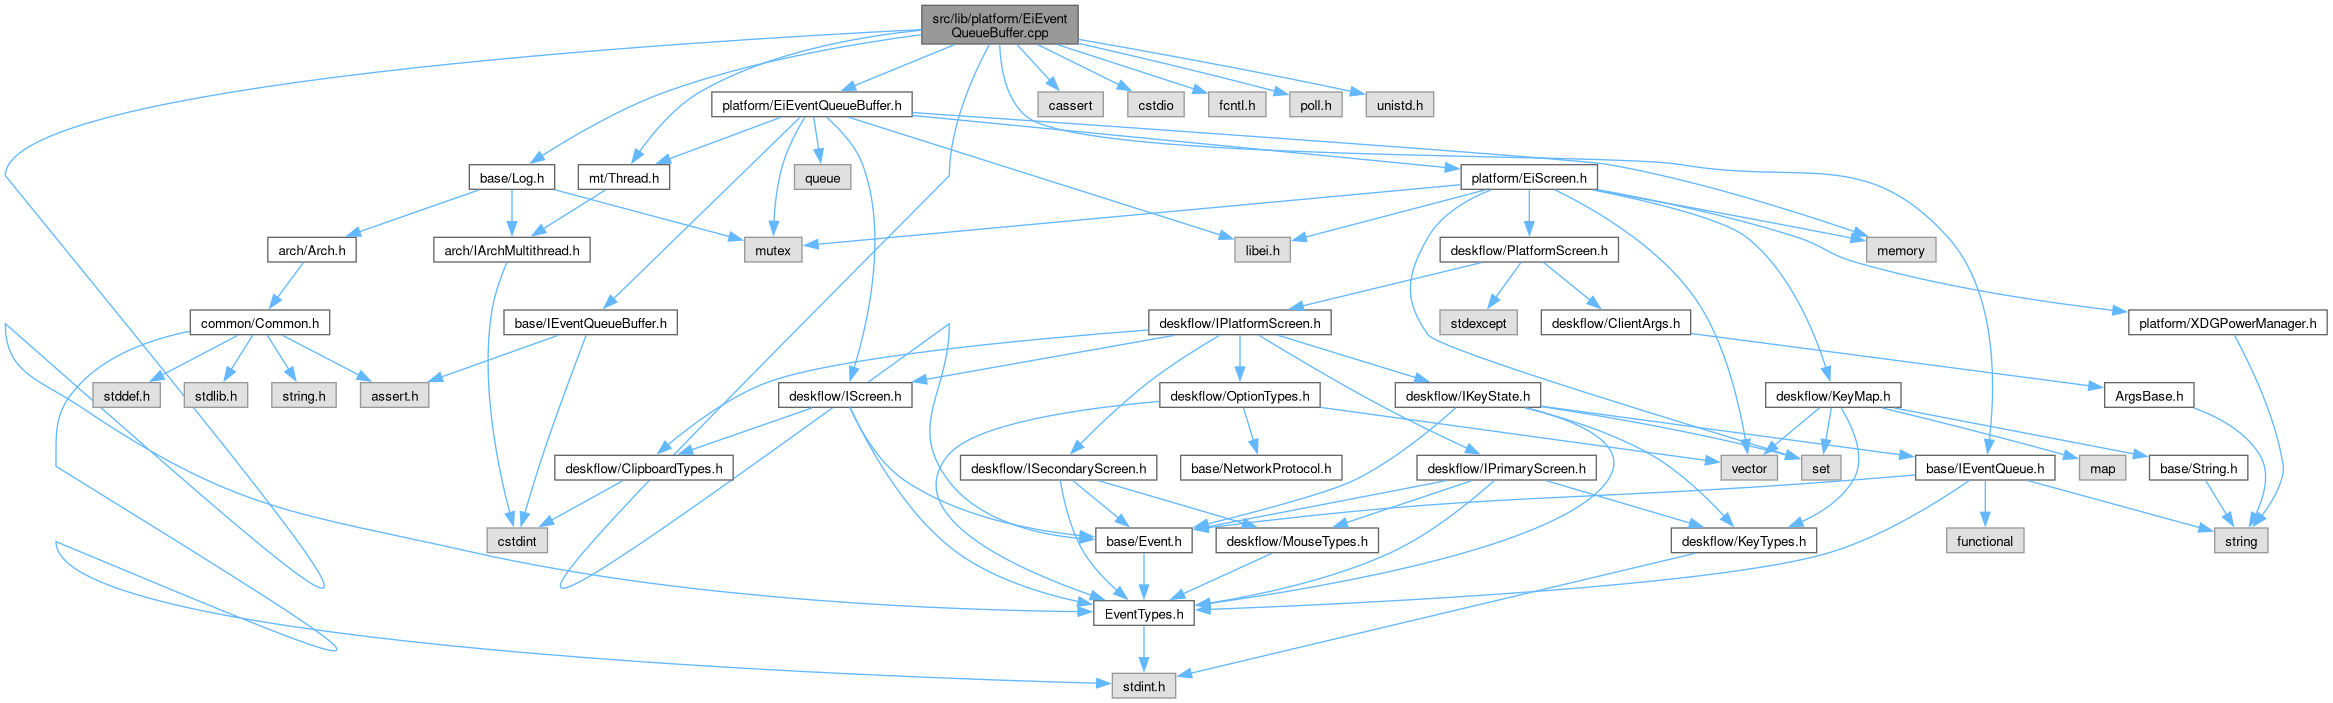 src/lib/platform/EiEvent
QueueBuffer.cpp
platform/EiEventQueueBuffer.h
cassert
cstdio
fcntl.h
poll.h
unistd.h
base/Log.h
mt/Thread.h
queue
platform/EiScreen.h
arch/Arch.h
arch/IArchMultithread.h
mutex
libei.h
deskflow/PlatformScreen.h
memory
common/Common.h
base/IEventQueueBuffer.h
deskflow/IPlatformScreen.h
stdexcept
deskflow/ClientArgs.h
platform/XDGPowerManager.h
stddef.h
stdlib.h
string.h
assert.h
deskflow/IScreen.h
deskflow/OptionTypes.h
deskflow/IKeyState.h
deskflow/KeyMap.h
ArgsBase.h
deskflow/ClipboardTypes.h
deskflow/ISecondaryScreen.h
base/NetworkProtocol.h
deskflow/IPrimaryScreen.h
vector
set
base/IEventQueue.h
map
base/String.h
cstdint
base/Event.h
deskflow/MouseTypes.h
deskflow/KeyTypes.h
functional
string
EventTypes.h
stdint.h